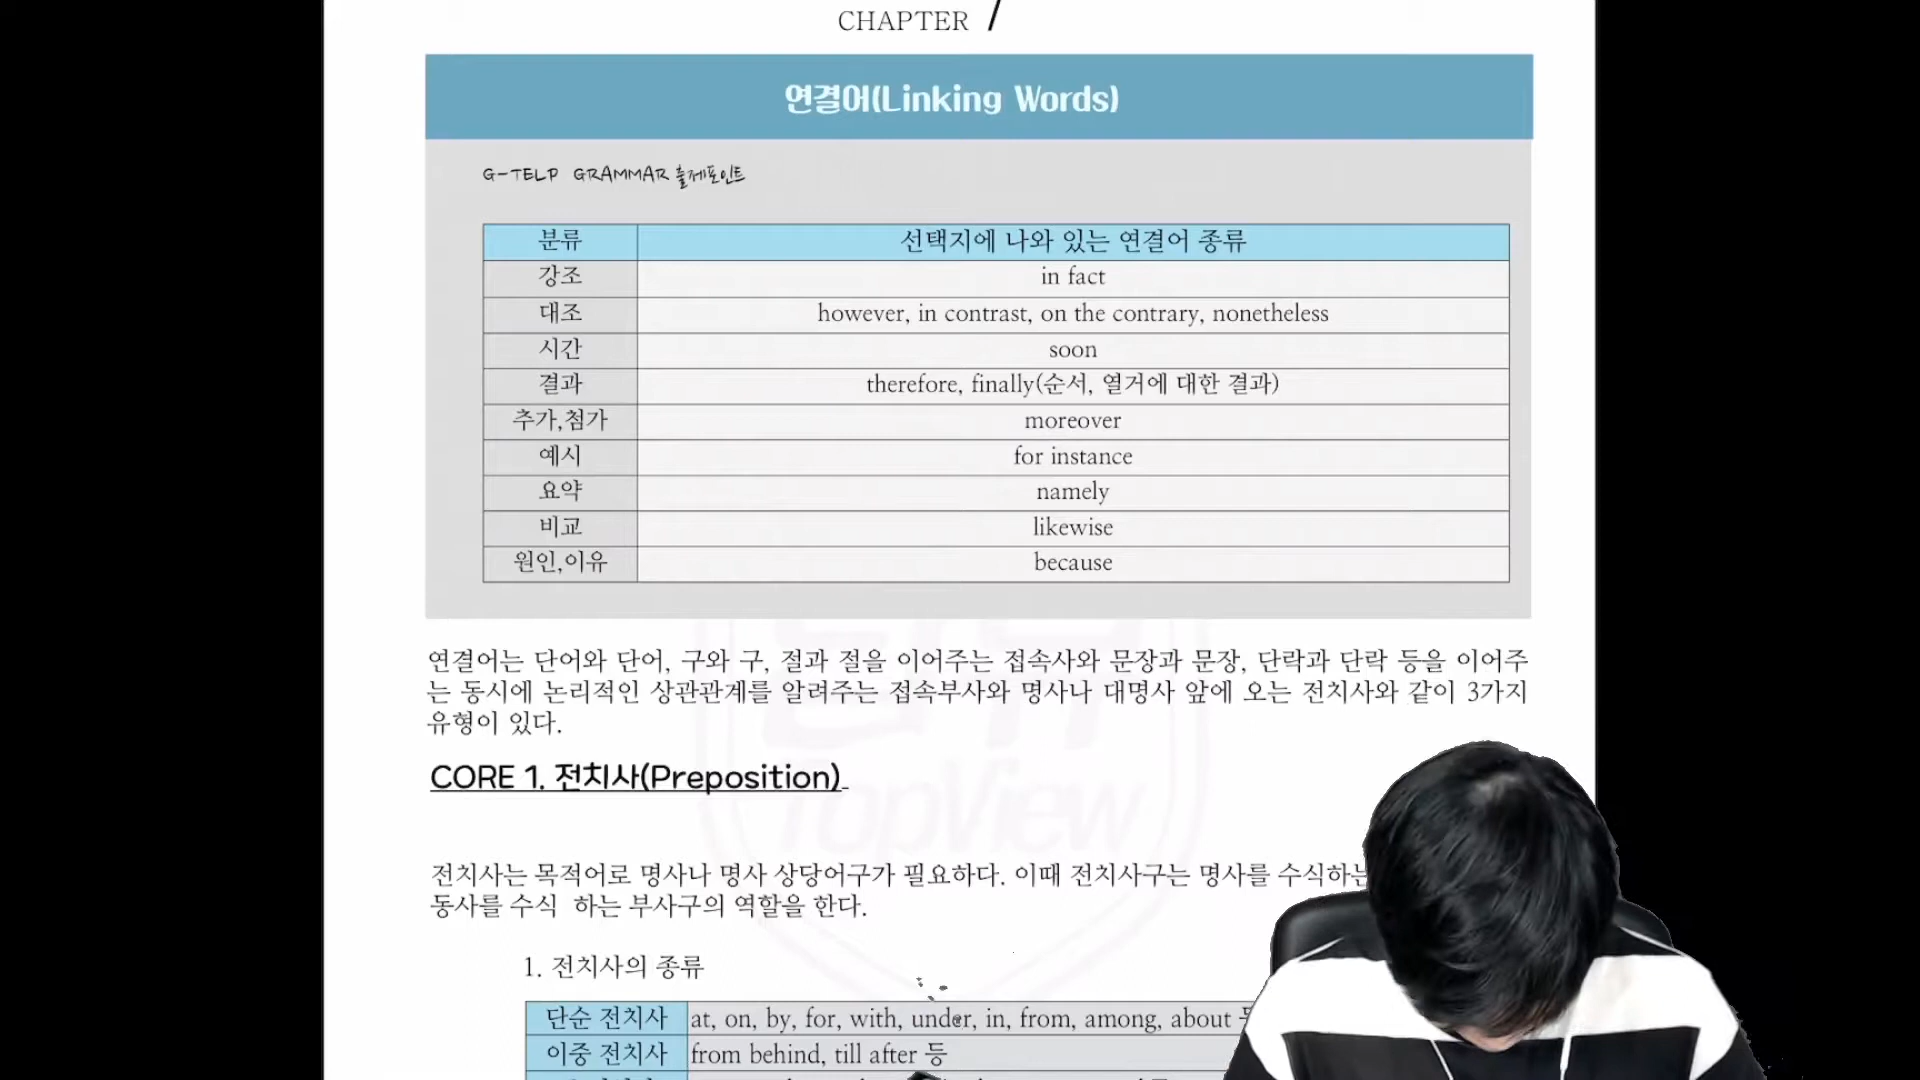 CHAPTER 7
연결어(Linking Words)
G-TELP GRAMMAR 출제포인트
분류 선택지에 나와 있는 연결어 종류
강조 in fact
대조 however, in contrast, on the contrary, nonetheless
시간 soon
결과 therefore, finally(순서, 열거에 대한 결과)
추가,첨가 moreover
예시 for instance
요약 namely
비교 likewise
원인,이유 because
연결어는 단어와 단어, 구와 구, 절과 절을 이어주는 접속사와 문장과 문장, 단락과 단락 등을 이어주
는 동시에 논리적인 상관관계를 알려주는 접속부사와 명사나 대명사 앞에 오는 전치사와 같이 3가지
유형이 있다.
TopView
CORE 1. 전치사(Preposition)
전치사는 목적어로 명사나 명사 상당어구가 필요하다. 이때 전치사구는 명사를 수식하는
동사를 수식 하는 부사구의 역할을 한다.
1. 전치사의 종류
단순 전치사 at, on, by, for, with, under, in, from, among, about
이중 전치사 from behind, till after 등